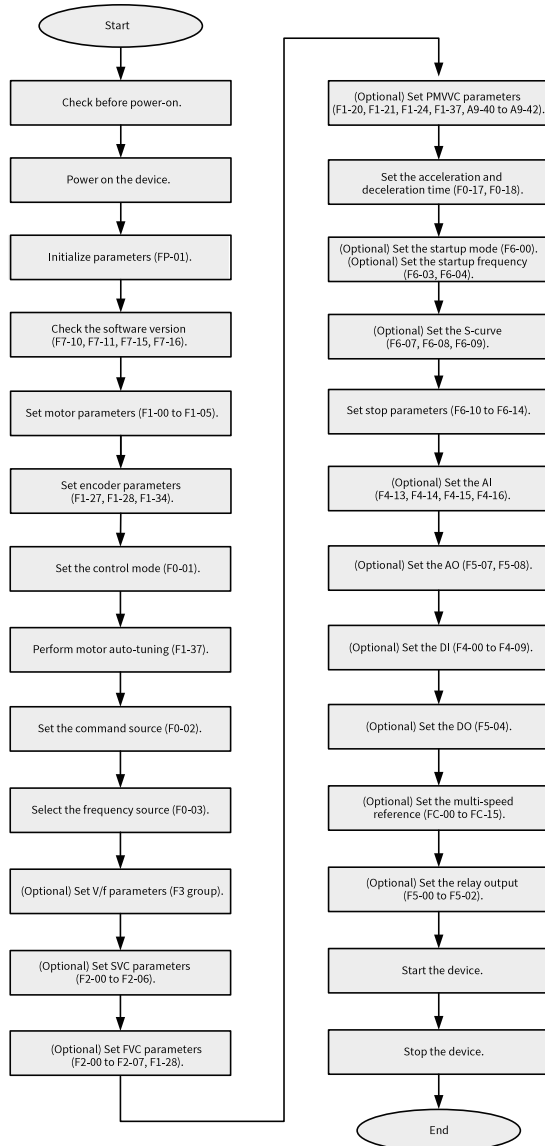 Start
Check before power-on.
Power on the device.
Initialize parameters (FP-01).
Check the software version
(F7-10, F7-11, F7-15, F7-16).
Set motor parameters (F1-00 to F1-05).
Set encoder parameters
(F1-27, F1-28, F1-34).
Set the control mode (F0-01).
Perform motor auto-tuning (F1-37).
Set the command source (F0-02).
Select the frequency source (F0-03).
(Optional) Set V/f parameters (F3 group).
(Optional) Set SVC parameters
(F2-00 to F2-06).
(Optional) Set FVC parameters
(F2-00 to F2-07, F1-28).
(Optional) Set PMVVC parameters
(F1-20, F1-21, F1-24, F1-37, A9-40 to A9-42).
Set the acceleration and
deceleration time (F0-17, F0-18).
(Optional) Set the startup mode (F6-00).
(Optional) Set the startup frequency
(F6-03, F6-04).
(Optional) Set the S-curve
(F6-07, F6-08, F6-09).
Set stop parameters (F6-10 to F6-14).
(Optional) Set the AI
(F4-13, F4-14, F4-15, F4-16).
(Optional) Set the AO (F5-07, F5-08).
(Optional) Set the DI (F4-00 to F4-09).
(Optional) Set the DO (F5-04).
(Optional) Set the multi-speed
reference (FC-00 to FC-15).
(Optional) Set the relay output
(F5-00 to F5-02).
Start the device.
Stop the device.
End